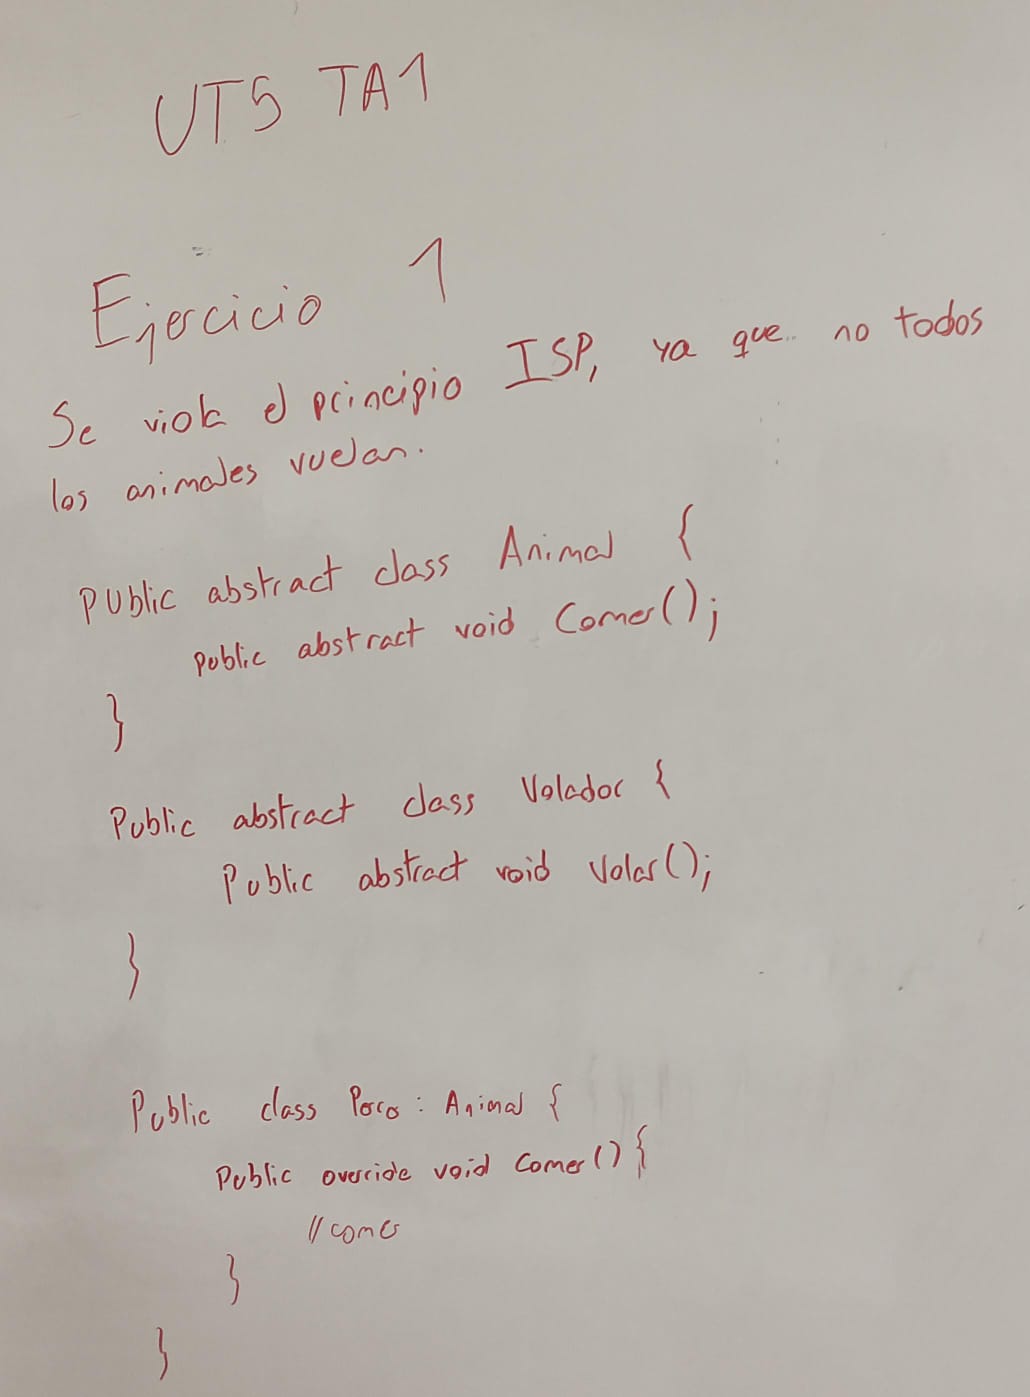 UT5 TA1
Ejercicio 1
Se viola el principio ISP, ya que no todos
los animales vuelan.
Public abstract class Animal {
public abstract void Comer();
}
Public abstract class Volador {
Public abstract void Volar();
}
Public class Perro : Animal {
Public override void Comer() {
//comer
}
}